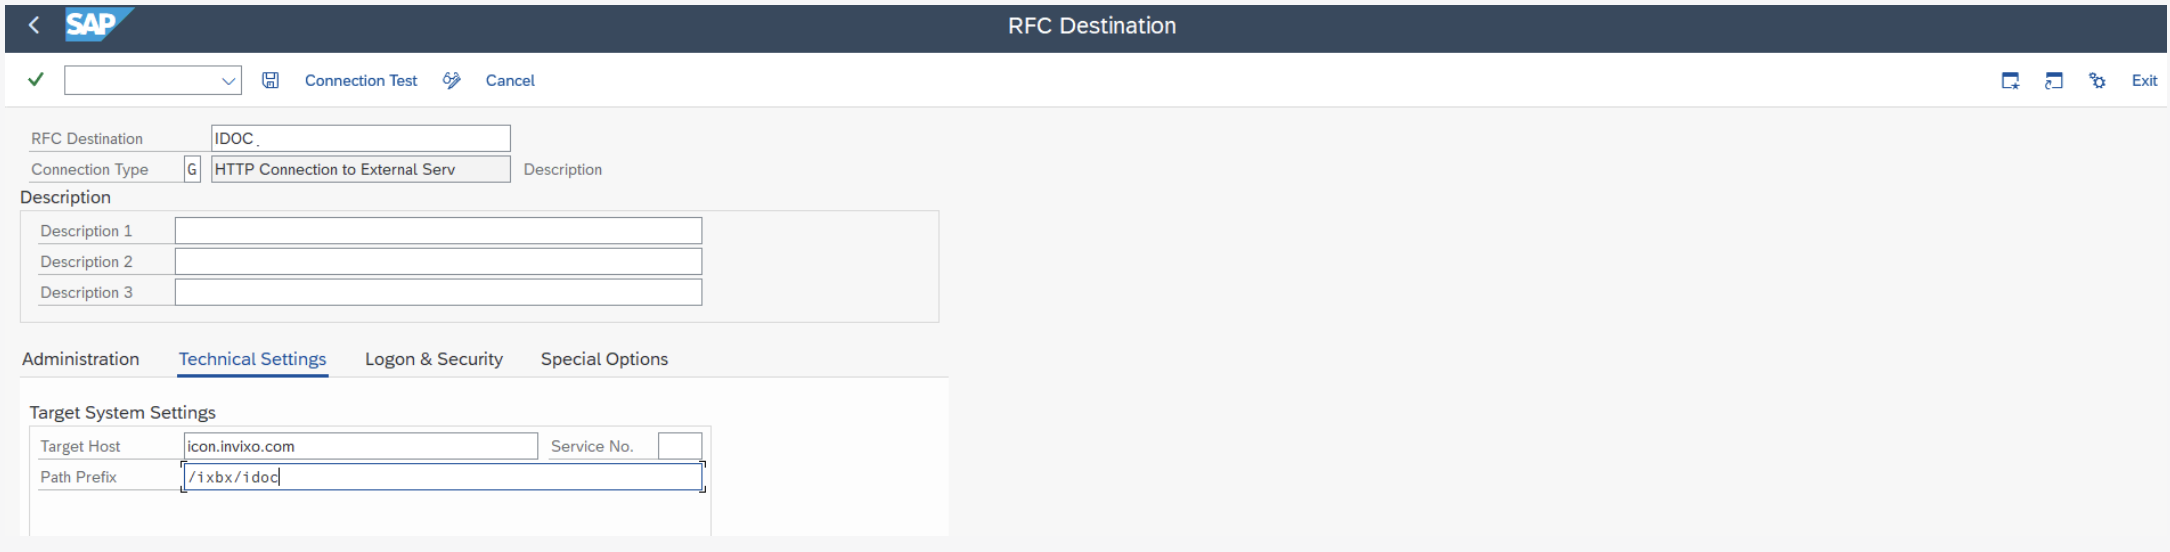 SAP RFC Destination
Connection Test Cancel Exit
RFC Destination IDOC
Connection Type G HTTP Connection to External Serv Description
Description
Description 1
Description 2
Description 3
Administration Technical Settings Logon & Security Special Options
Target System Settings
Target Host icon.invixo.com Service No.
Path Prefix /ixbx/idoc